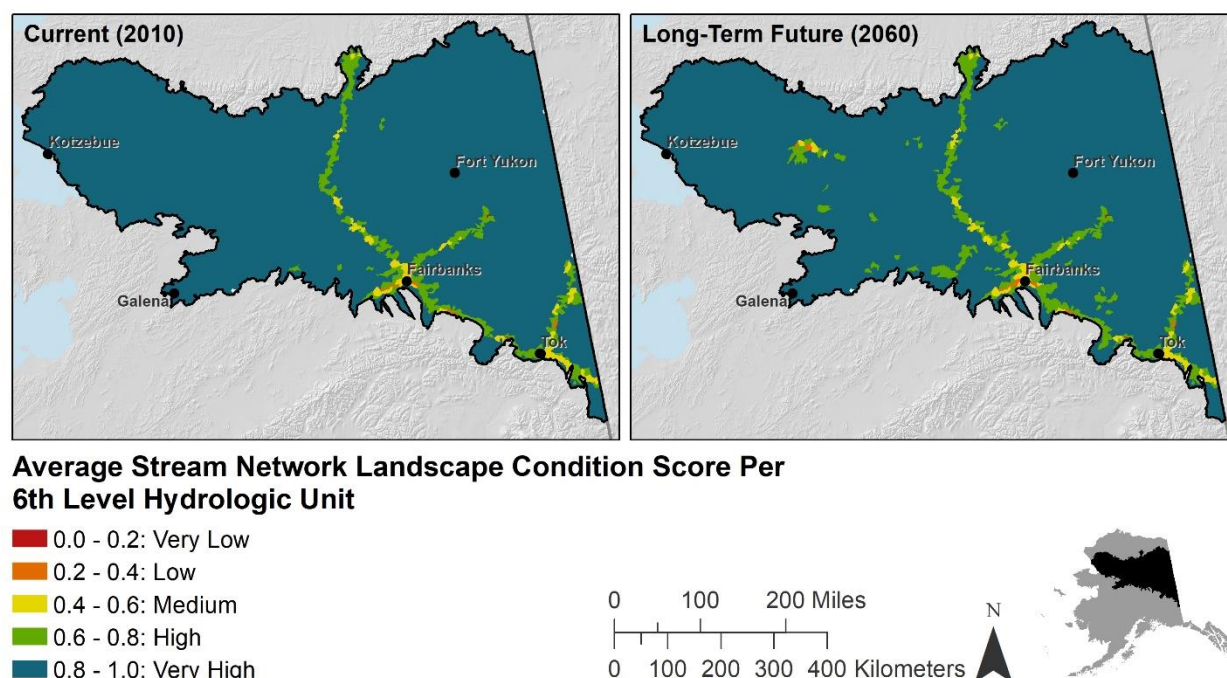 Current (2010)
Kotzebue
Fort Yukon
Fairbanks
Galena
Tok
Long-Term Future (2060)
Kotzebue
Fort Yukon
Fairbanks
Galena
Tok
Average Stream Network Landscape Condition Score Per
6th Level Hydrologic Unit
0.0 - 0.2: Very Low
0.2 - 0.4: Low
0.4 - 0.6: Medium
0.6 - 0.8: High
0.8 - 1.0: Very High
0 100 200 Miles
0 100 200 300 400 Kilometers
N